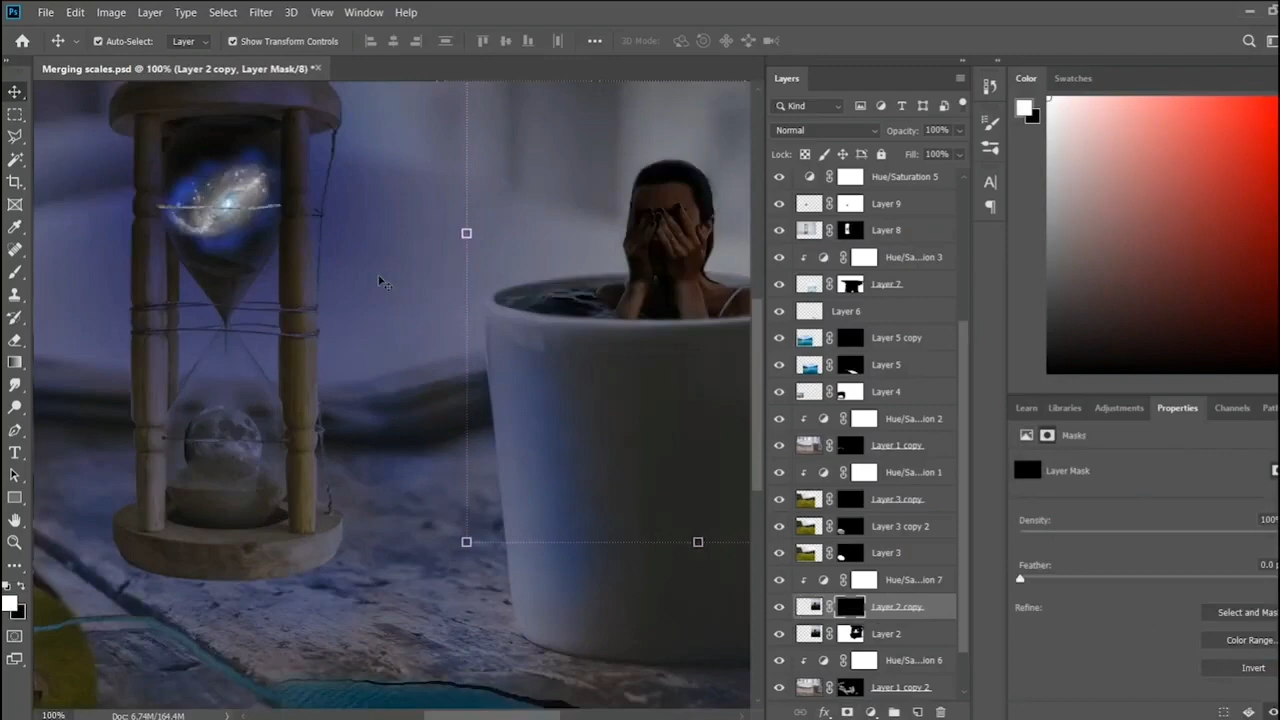 Ps File Edit Image Layer Type Select Filter 3D View Window Help
Auto-Select: Layer Show Transform Controls 3D Mode:
Merging scales.psd @ 100% (Layer 2 copy, Layer Mask/8) *
Layers
Kind
Normal Opacity: 100%
Lock: Fill: 100%
Hue/Saturation 5
Layer 9
Layer 8
Hue/Sa...ion 3
Layer 7
Layer 6
Layer 5 copy
Layer 5
Layer 4
Hue/Sa...ion 2
Layer 1 copy
Hue/Sa...ion 1
Layer 3 copy
Layer 3 copy 2
Layer 3
Hue/Sa...ion 7
Layer 2 copy
Layer 2
Hue/Sa...ion 6
Layer 1 copy 2
Color Swatches
Learn Libraries Adjustments Properties Channels Pat
Masks
Layer Mask
Density: 100%
Feather: 0.0 p
Refine: Select and Mas
Color Range..
Invert
100% Doc: 6.74M/164.4M